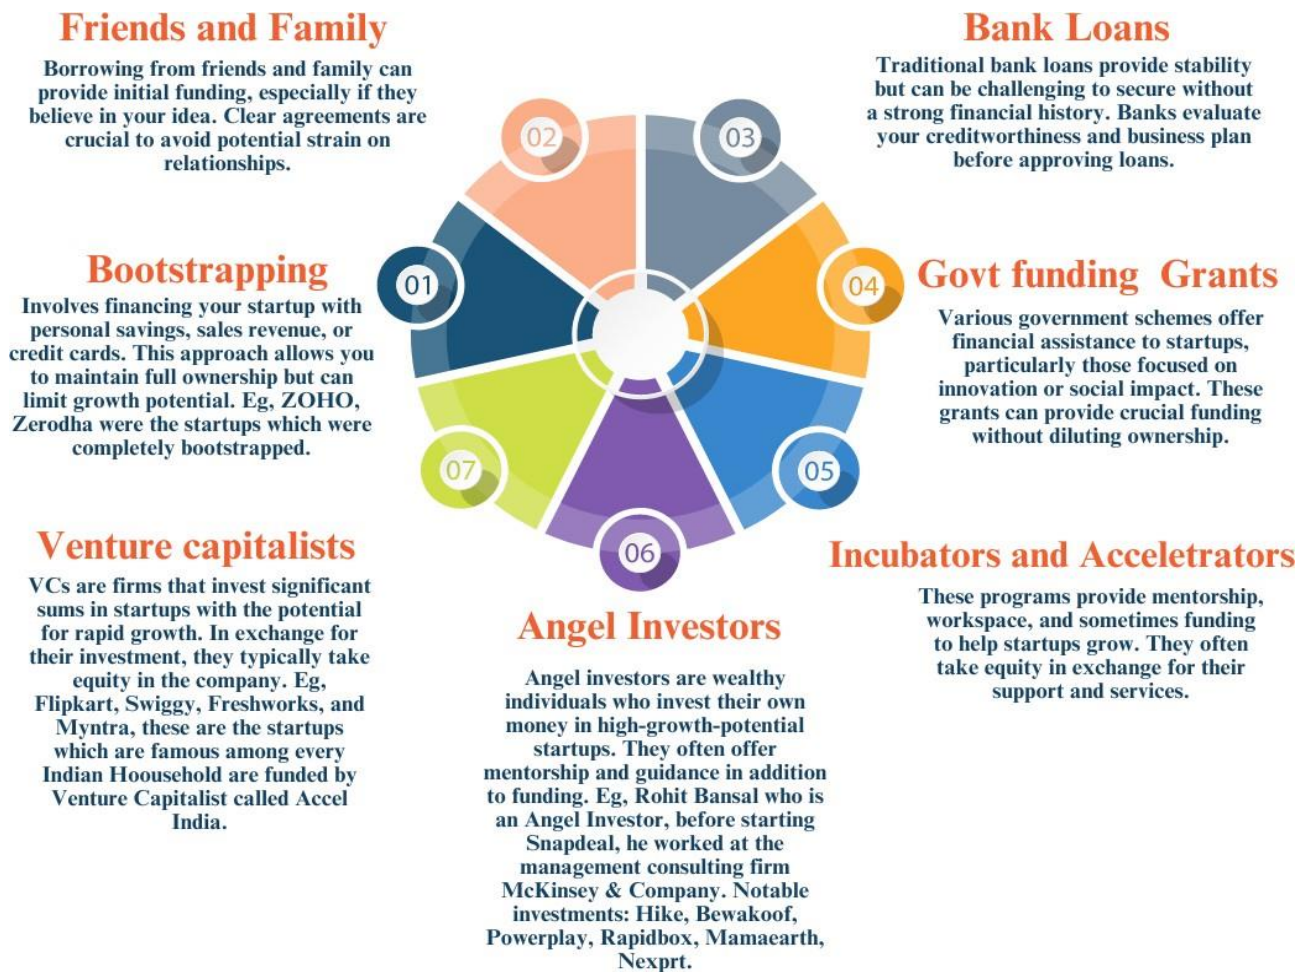 Friends and Family
Borrowing from friends and family can
provide initial funding, especially if they
believe in your idea. Clear agreements are
crucial to avoid potential strain on
relationships.
Bank Loans
Traditional bank loans provide stability
but can be challenging to secure without
a strong financial history. Banks evaluate
your creditworthiness and business plan
before approving loans.
02
03
Bootstrapping
Involves financing your startup with
personal savings, sales revenue, or
credit cards. This approach allows you
to maintain full ownership but can
limit growth potential. Eg, ZOHO,
Zerodha were the startups which were
completely bootstrapped.
01
04
Govt funding  Grants
Various government schemes offer
financial assistance to startups,
particularly those focused on
innovation or social impact. These
grants can provide crucial funding
without diluting ownership.
07
05
06
Venture capitalists
VCs are firms that invest significant
sums in startups with the potential
for rapid growth. In exchange for
their investment, they typically take
equity in the company. Eg,
Flipkart, Swiggy, Freshworks, and
Myntra, these are the startups
which are famous among every
Indian Hoousehold are funded by
Venture Capitalist called Accel
India.
Angel Investors
Angel investors are wealthy
individuals who invest their own
money in high-growth-potential
startups. They often offer
mentorship and guidance in addition
to funding. Eg, Rohit Bansal who is
an Angel Investor, before starting
Snapdeal, he worked at the
management consulting firm
McKinsey & Company. Notable
investments: Hike, Bewakoof,
Powerplay, Rapidbox, Mamaearth,
Nexprt.
Incubators and Acceletrators
These programs provide mentorship,
workspace, and sometimes funding
to help startups grow. They often
take equity in exchange for their
support and services.